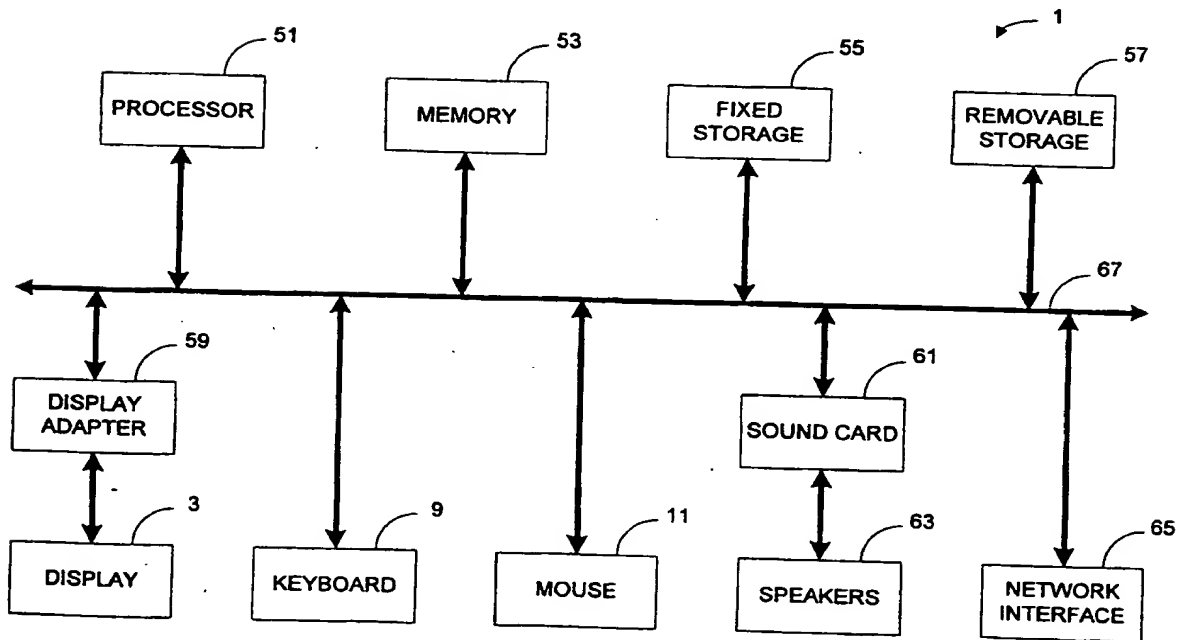 1
51
53
55
57
PROCESSOR
MEMORY
FIXED
STORAGE
REMOVABLE
STORAGE
67
59
61
DISPLAY
ADAPTER
SOUND CARD
3
9
11
63
65
DISPLAY
KEYBOARD
MOUSE
SPEAKERS
NETWORK
INTERFACE